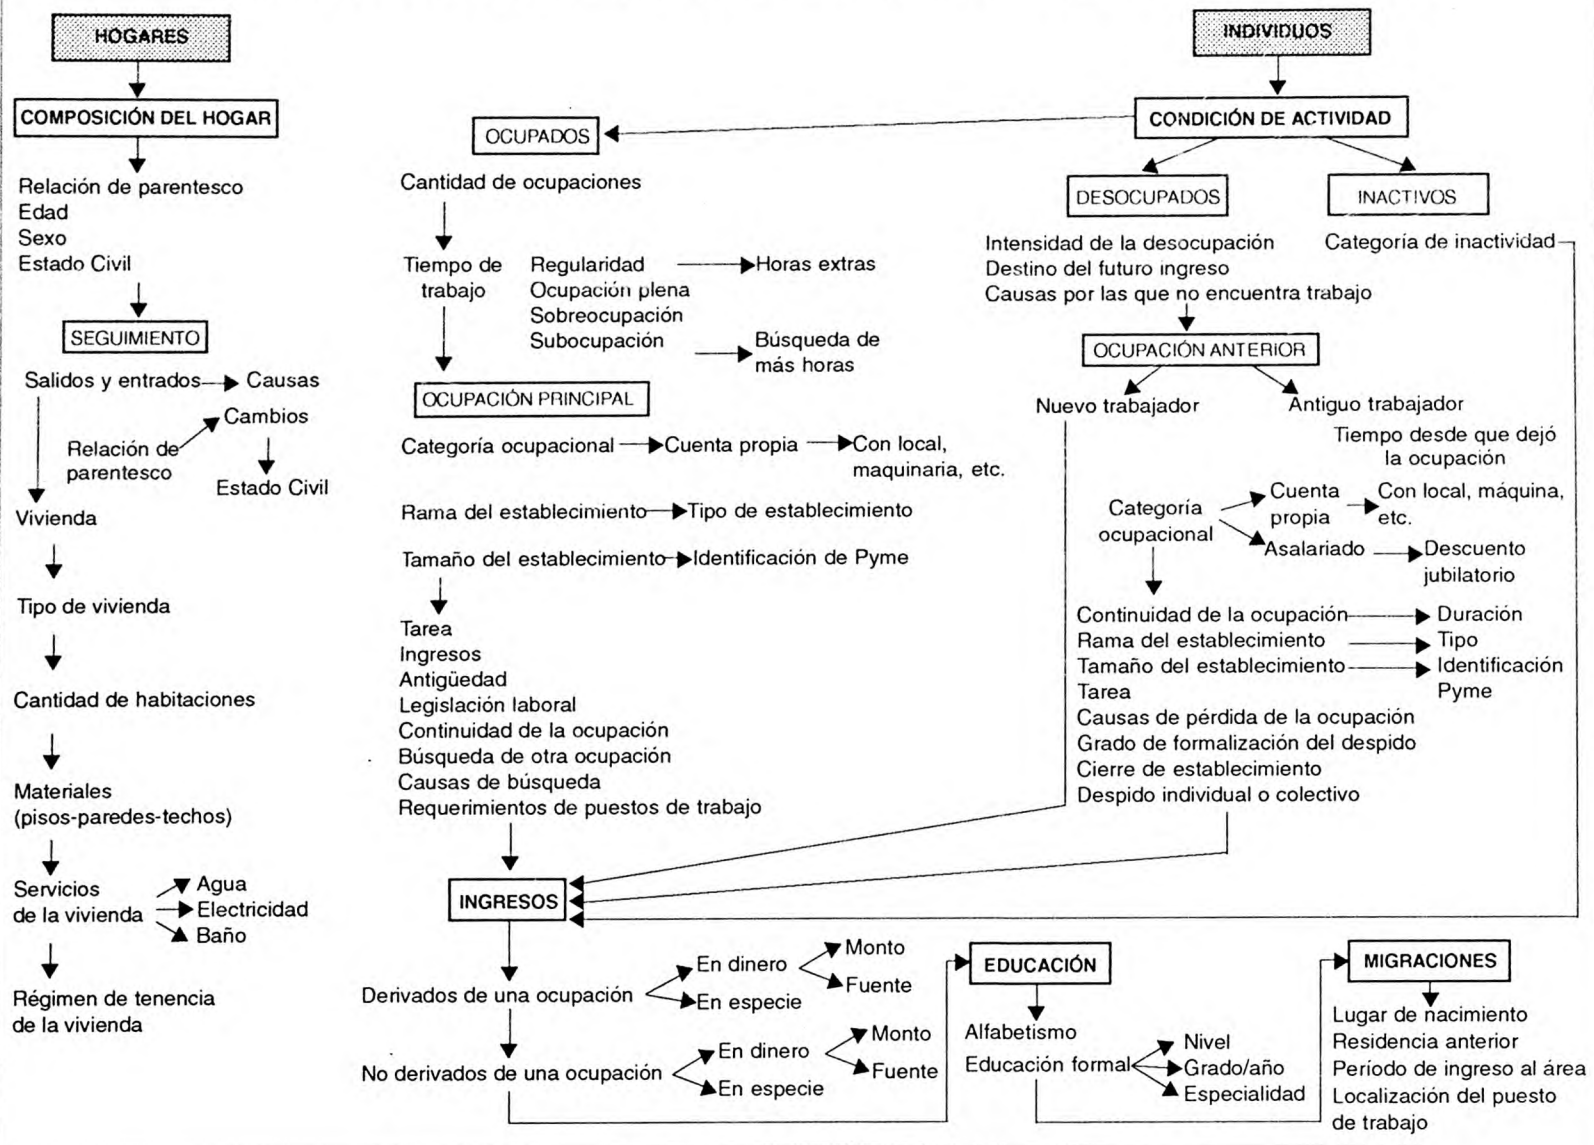 HOGARES
COMPOSICIÓN DEL HOGAR
Relación de parentesco
Edad
Sexo
Estado Civil
SEGUIMIENTO
Salidos y entrados
Causas
Cambios
Relación de
parentesco
Estado Civil
Vivienda
Tipo de vivienda
Cantidad de habitaciones
Materiales
(pisos-paredes-techos)
Servicios
de la vivienda
Agua
Electricidad
Baño
Régimen de tenencia
de la vivienda
INDIVIDUOS
CONDICIÓN DE ACTIVIDAD
OCUPADOS
Cantidad de ocupaciones
Tiempo de
trabajo
Regularidad
Ocupación plena
Sobreocupación
Subocupación
Horas extras
Búsqueda de
más horas
OCUPACIÓN PRINCIPAL
Categoría ocupacional
Cuenta propia
Con local,
maquinaria, etc.
Rama del establecimiento
Tipo de establecimiento
Tamaño del establecimiento
Identificación de Pyme
Tarea
Ingresos
Antigüedad
Legislación laboral
Continuidad de la ocupación
Búsqueda de otra ocupación
Causas de búsqueda
Requerimientos de puestos de trabajo
DESOCUPADOS
Intensidad de la desocupación
Destino del futuro ingreso
Causas por las que no encuentra trabajo
OCUPACIÓN ANTERIOR
Nuevo trabajador
Antiguo trabajador
Tiempo desde que dejó
la ocupación
Categoría
ocupacional
Cuenta
propia
Con local, máquina,
etc.
Asalariado
Descuento
jubilatorio
Continuidad de la ocupación
Duración
Rama del establecimiento
Tipo
Tamaño del establecimiento
Identificación
Pyme
Tarea
Causas de pérdida de la ocupación
Grado de formalización del despido
Cierre de establecimiento
Despido individual o colectivo
INACTIVOS
Categoría de inactividad
INGRESOS
Derivados de una ocupación
En dinero
Monto
Fuente
En especie
No derivados de una ocupación
En dinero
Monto
Fuente
En especie
EDUCACIÓN
Alfabetismo
Educación formal
Nivel
Grado/año
Especialidad
MIGRACIONES
Lugar de nacimiento
Residencia anterior
Período de ingreso al área
Localización del puesto
de trabajo